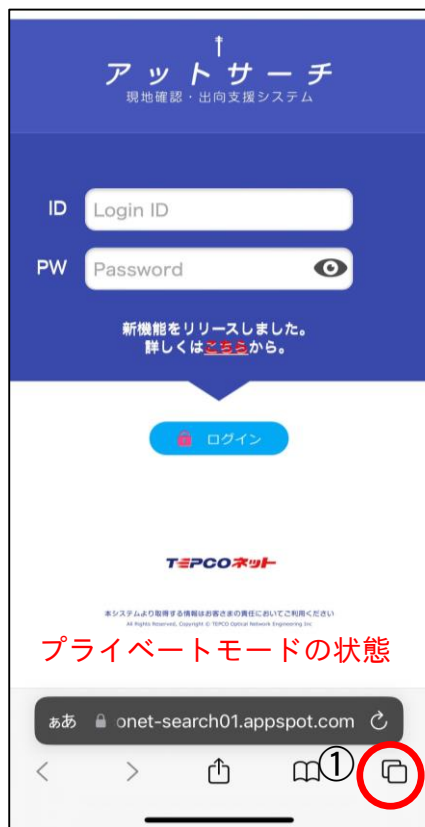 アットサーチ
現地確認・出向支援システム
ID Login ID
PW Password
新機能をリリースしました。
詳しくはこちらから。
ログイン
TEPCOネット
本システムより取得する情報はお客さまの責任においてご利用ください
All Rights Reserved, Copyright © TEPCO Optical Network Engineering Inc
プライベートモードの状態
ぁあ onet-search01.appspot.com
①